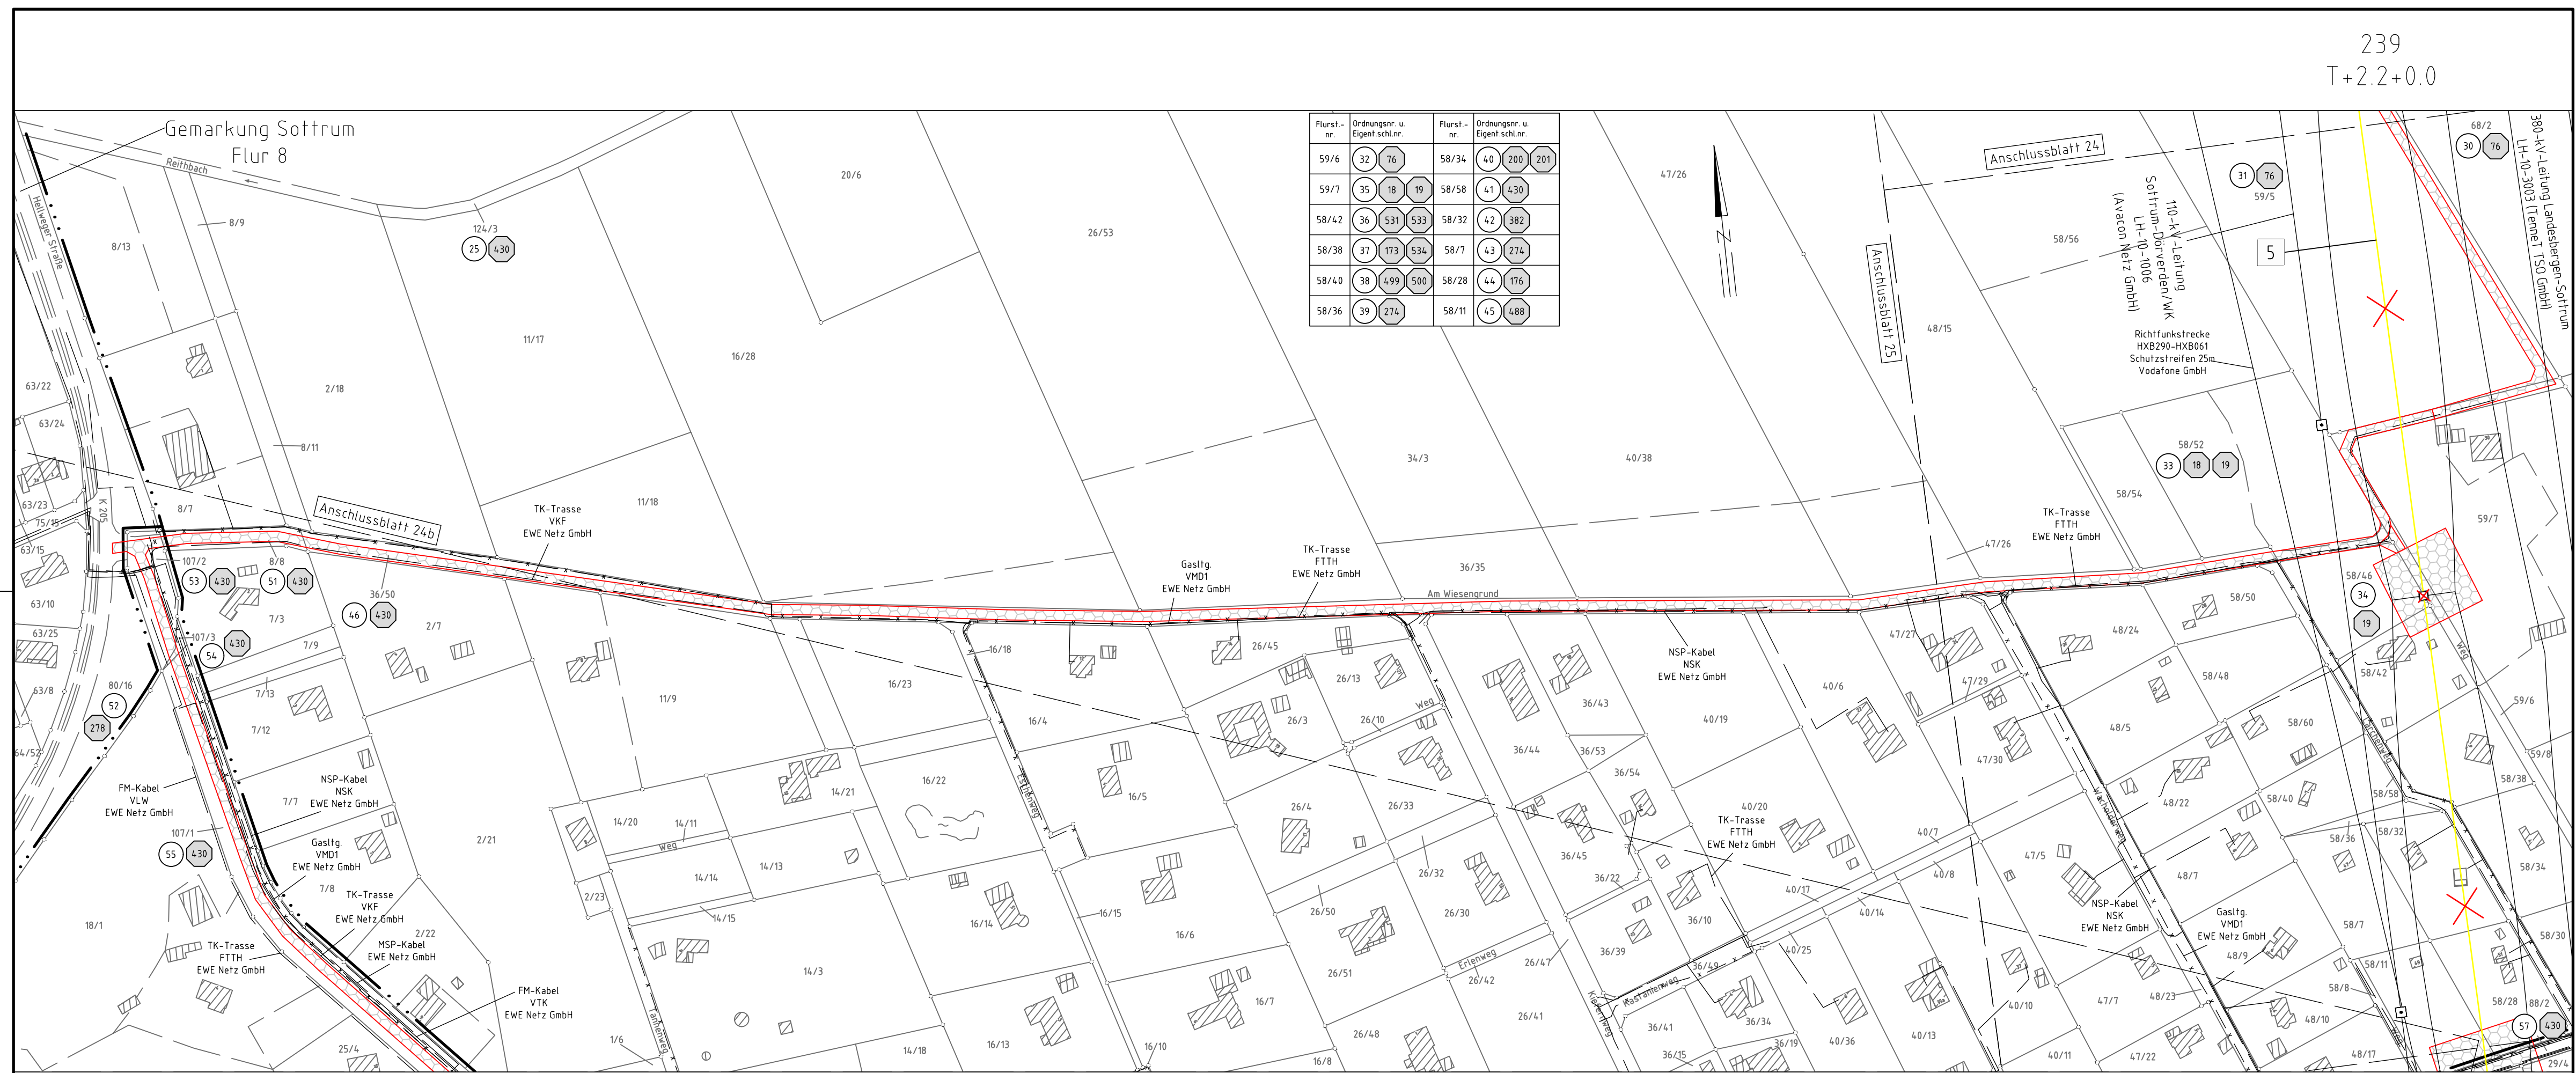 239
T+2.2+0.0
Gemarkung Sottrum
Flur 8
Reithbach
Hellweger Straße
8/9
8/13
124/3
25 430
20/6
26/53
47/26
Flurst.-nr. Ordnungsnr. u. Eigent.schl.nr. Flurst.-nr. Ordnungsnr. u. Eigent.schl.nr.
59/6 32 76 58/34 40 200 201
59/7 35 18 19 58/58 41 430
58/42 36 531 533 58/32 42 382
58/38 37 173 534 58/7 43 274
58/40 38 499 500 58/28 44 176
58/36 39 274 58/11 45 488
N
Anschlussblatt 24
Anschlussblatt 25
68/2
30 76
31 76
59/5
5
58/56
48/15
110-kV-Leitung
Sottrum-Dörverden/WK
LH-10-1006
(Avacon Netz GmbH)
380-kV-Leitung Landesbergen-Sottrum
LH-10-3003 (TenneT TSO GmbH)
Richtfunkstrecke
HXB290-HXB061
Schutzstreifen 25m
Vodafone GmbH
11/17
16/28
2/18
63/22
63/24
8/11
63/23
75/15
K 205
8/7
Anschlussblatt 24b
11/18
34/3
40/38
58/52
33 18 19
58/54
59/7
TK-Trasse
VKF
EWE Netz GmbH
TK-Trasse
FTTH
EWE Netz GmbH
47/26
63/15
107/2
53 430
8/8
51 430
36/50
46 430
Gasltg.
VMD1
EWE Netz GmbH
TK-Trasse
FTTH
EWE Netz GmbH
36/35
Am Wiesengrund
58/46
34
19
58/50
63/10
63/25
107/3
430
54
7/3
7/9
2/7
16/18
26/45
NSP-Kabel
NSK
EWE Netz GmbH
47/27
48/24
58/42
Weg
63/8
80/16
52
278
7/13
7/12
11/9
16/23
16/4
26/3
26/13
26/10
Weg
36/43
36/44
36/53
36/54
40/6
40/19
47/29
47/30
48/5
58/48
58/60
59/6
59/8
64/52
FM-Kabel
VLW
EWE Netz GmbH
NSP-Kabel
NSK
EWE Netz GmbH
7/7
14/21
16/22
Eschenweg
16/5
26/4
26/33
40/20
TK-Trasse
FTTH
EWE Netz GmbH
40/7
Wacholderweg
48/22
Lerchenweg
58/40
58/58
58/38
58/36
58/32
107/1
55 430
Gasltg.
VMD1
EWE Netz GmbH
2/21
14/20
14/11
Weg
14/13
14/14
2/23
14/15
26/32
26/50
26/30
36/45
36/22
40/17
40/8
47/5
48/7
58/34
18/1
7/8
TK-Trasse
VKF
EWE Netz GmbH
MSP-Kabel
MSK
EWE Netz GmbH
2/22
TK-Trasse
FTTH
EWE Netz GmbH
FM-Kabel
VTK
EWE Netz GmbH
14/3
16/14
16/15
16/6
36/10
40/14
40/25
NSP-Kabel
NSK
EWE Netz GmbH
Gasltg.
VMD1
EWE Netz GmbH
58/7
58/30
58/11
26/51
Erlenweg
26/42
26/47
36/39
36/49
Kastanienweg
48/9
48/23
58/8
58/28
88/2
57 430
Tannenweg
16/7
26/41
36/34
40/10
47/7
48/10
25/4
1/6
14/18
16/13
16/10
16/8
26/48
36/41
36/15
36/19
40/36
40/13
40/11
47/22
48/17
29/4